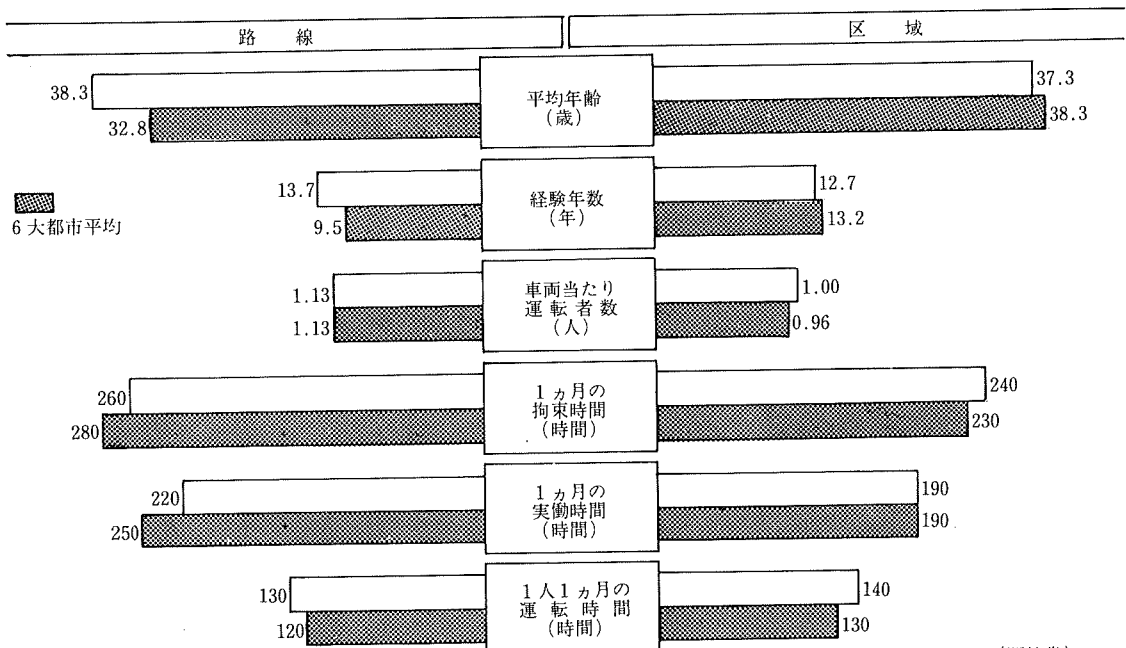 路線
区域
38.3
32.8
平均年齢
(歳)
37.3
38.3
6大都市平均
13.7
9.5
経験年数
(年)
12.7
13.2
1.13
1.13
車両当たり
運転者数
(人)
1.00
0.96
260
280
1ヵ月の
拘束時間
(時間)
240
230
220
250
1ヵ月の
実働時間
(時間)
190
190
130
120
1人1ヵ月の
運転時間
(時間)
140
130